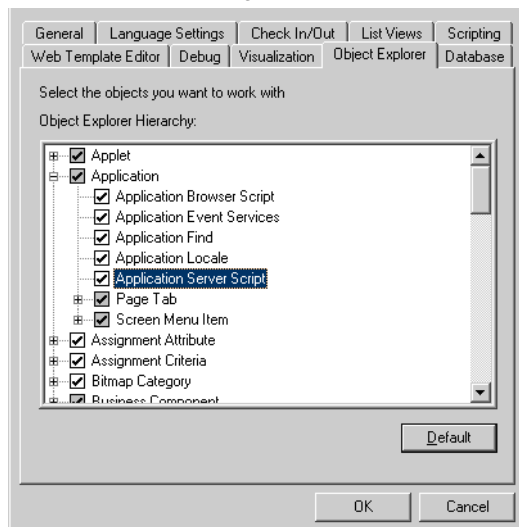 General Language Settings Check In/Out List Views Scripting
Web Template Editor Debug Visualization Object Explorer Database
Select the objects you want to work with
Object Explorer Hierarchy:
Applet
Application
Application Browser Script
Application Event Services
Application Find
Application Locale
Application Server Script
Page Tab
Screen Menu Item
Assignment Attribute
Assignment Criteria
Bitmap Category
Business Component
Default
OK Cancel